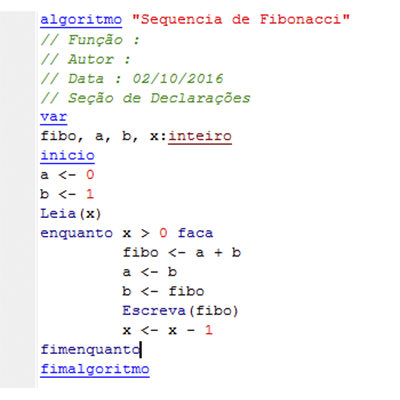 algoritmo "Sequencia de Fibonacci"
// Função :
// Autor :
// Data : 02/10/2016
// Seção de Declarações
var
fibo, a, b, x:inteiro
inicio
a <- 0
b <- 1
Leia(x)
enquanto x > 0 faca
fibo <- a + b
a <- b
b <- fibo
Escreva(fibo)
x <- x - 1
fimenquanto
fimalgoritmo